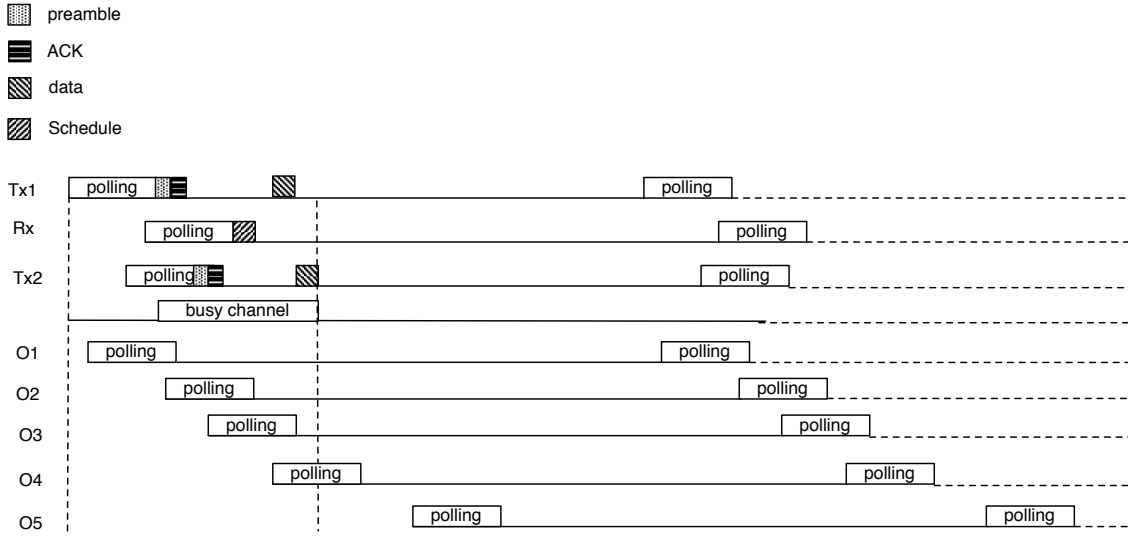 preamble
ACK
data
Schedule
Tx1 polling polling
Rx polling polling
Tx2 polling polling
busy channel
O1 polling polling
O2 polling polling
O3 polling polling
O4 polling polling
O5 polling polling